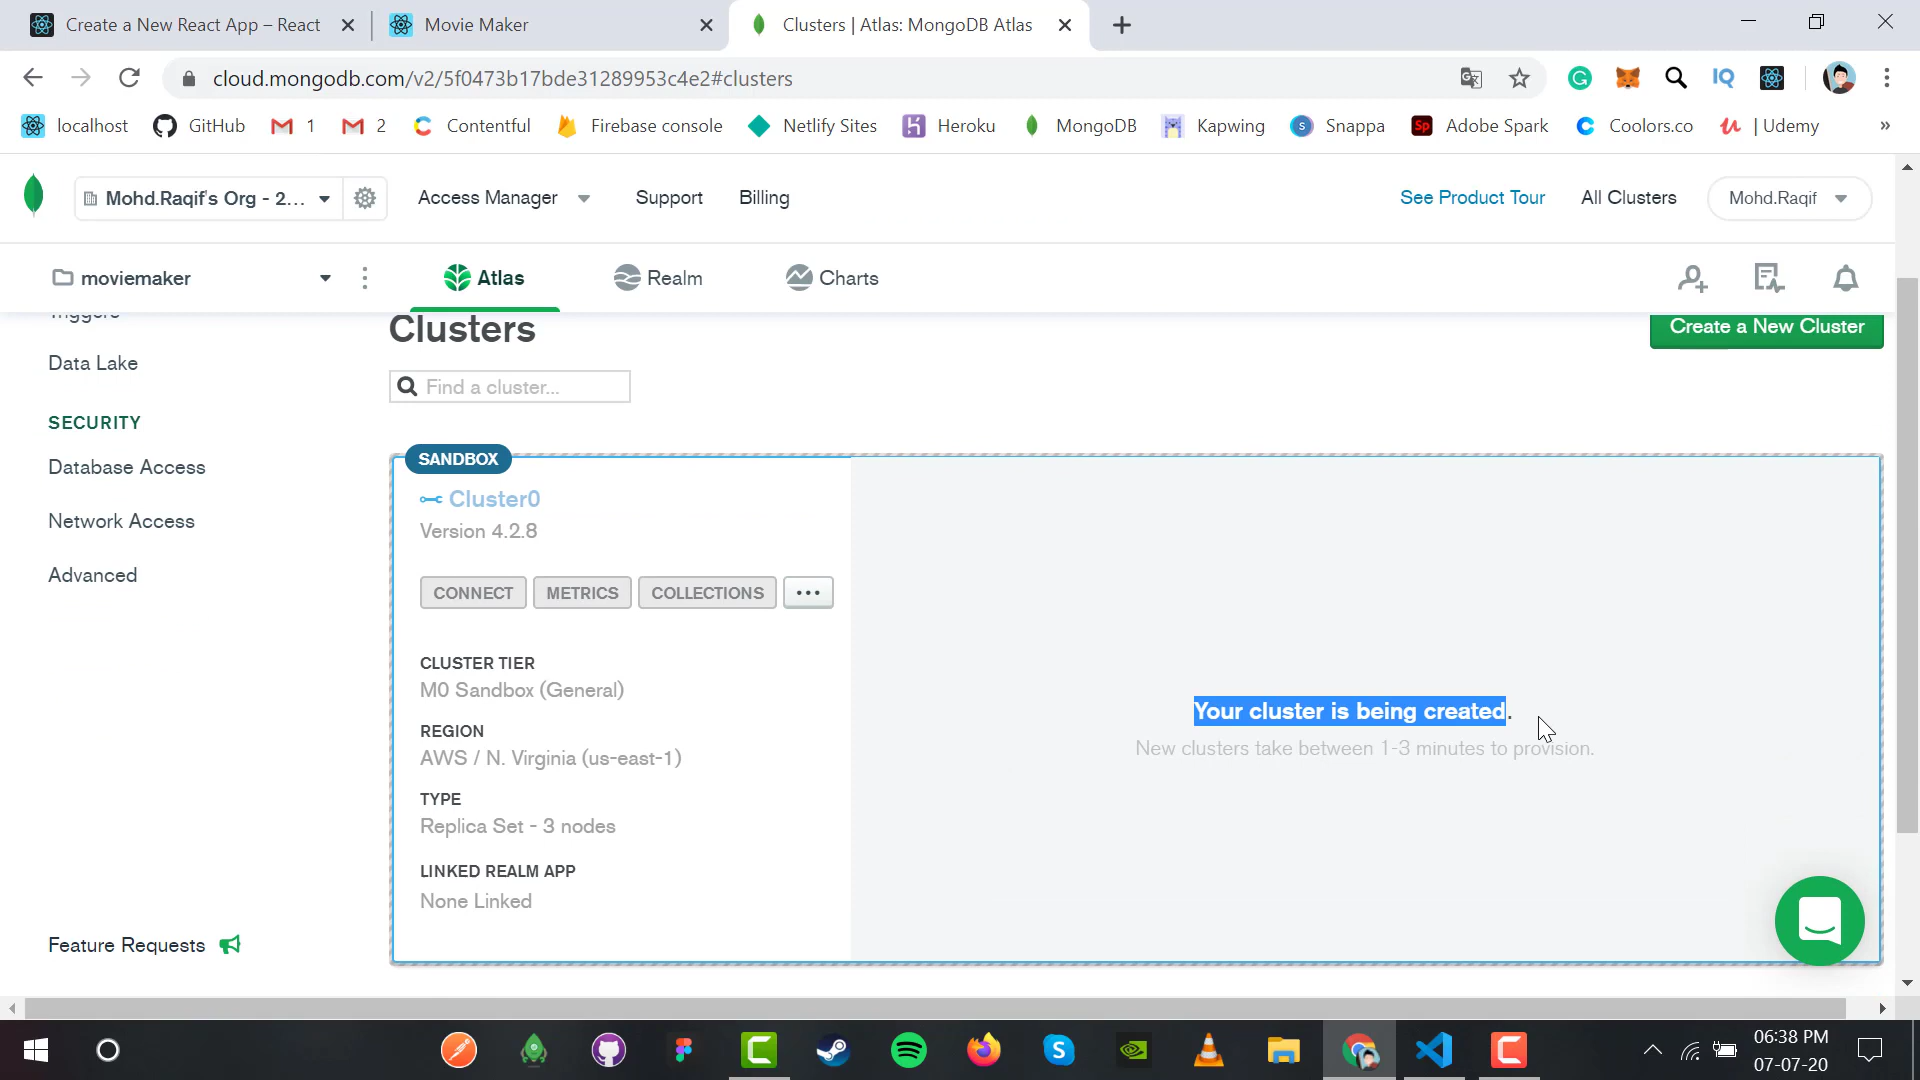 Create a New React App – React
Movie Maker
Clusters | Atlas: MongoDB Atlas
cloud.mongodb.com/v2/5f0473b17bde31289953c4e2#clusters
localhost GitHub 1 2 Contentful Firebase console Netlify Sites Heroku MongoDB Kapwing Snappa Adobe Spark Coolors.co | Udemy »
Mohd.Raqif's Org - 2... Access Manager Support Billing See Product Tour All Clusters Mohd.Raqif
moviemaker Atlas Realm Charts
Triggers
Data Lake
SECURITY
Database Access
Network Access
Advanced
Feature Requests
Clusters
Create a New Cluster
Find a cluster...
SANDBOX
Cluster0
Version 4.2.8
CONNECT METRICS COLLECTIONS ...
CLUSTER TIER
M0 Sandbox (General)
REGION
AWS / N. Virginia (us-east-1)
TYPE
Replica Set - 3 nodes
LINKED REALM APP
None Linked
Your cluster is being created.
New clusters take between 1-3 minutes to provision.
06:38 PM
07-07-20